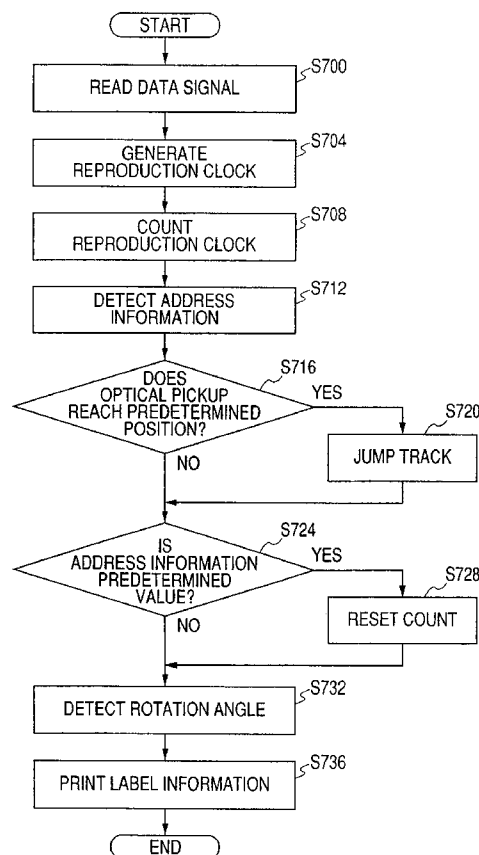 START
S700
READ DATA SIGNAL
S704
GENERATE
REPRODUCTION CLOCK
S708
COUNT
REPRODUCTION CLOCK
S712
DETECT ADDRESS
INFORMATION
S716
DOES
OPTICAL PICKUP
REACH PREDETERMINED
POSITION?
YES
S720
JUMP TRACK
NO
S724
IS
ADDRESS INFORMATION
PREDETERMINED
VALUE?
YES
S728
RESET COUNT
NO
S732
DETECT ROTATION ANGLE
S736
PRINT LABEL INFORMATION
END